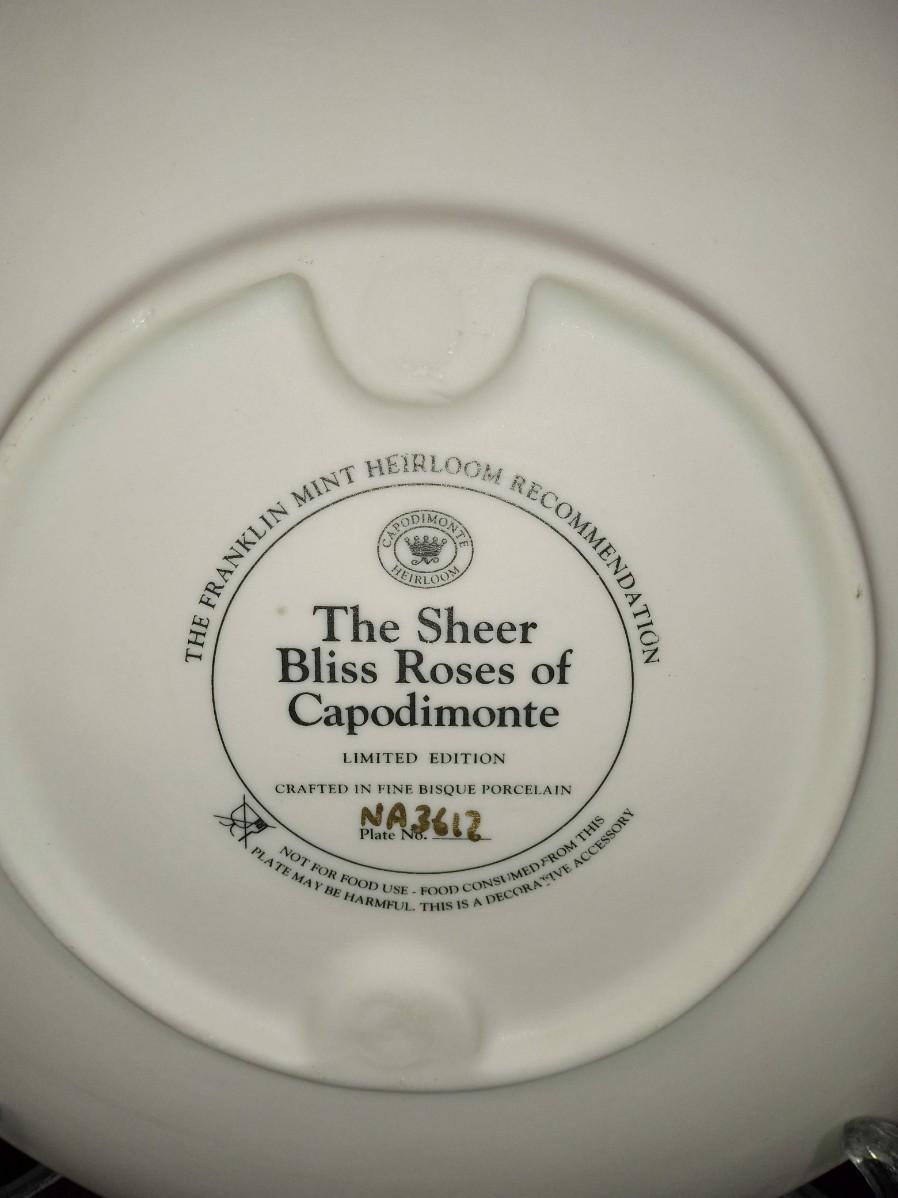 THE FRANKLIN MINT HEIRLOOM RECOMMENDATION
CAPODIMONTE
N
HEIRLOOM
The Sheer
Bliss Roses of
Capodimonte
LIMITED EDITION
CRAFTED IN FINE BISQUE PORCELAIN
NA3612
Plate No.
NOT FOR FOOD USE - FOOD CONSUMED FROM THIS
PLATE MAY BE HARMFUL. THIS IS A DECORATIVE ACCESSORY